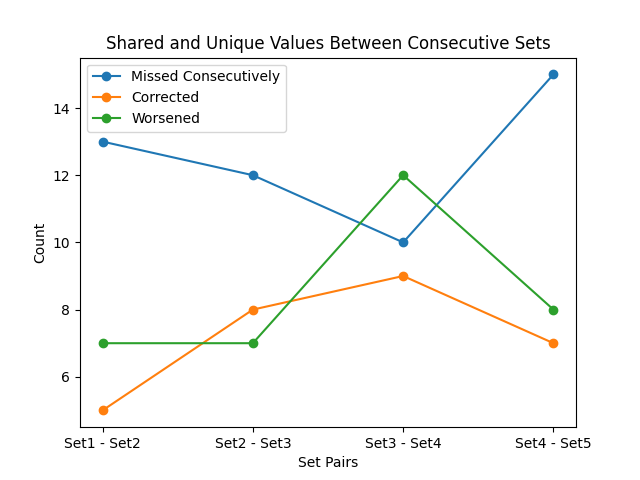 Shared and Unique Values Between Consecutive Sets
Missed Consecutively
Corrected
Worsened
14
12
10
8
6
Count
Set1 - Set2
Set2 - Set3
Set3 - Set4
Set4 - Set5
Set Pairs